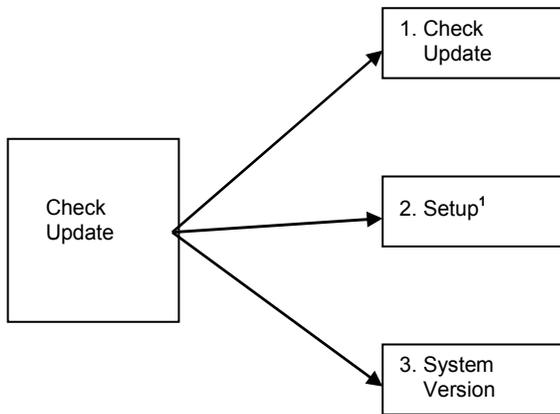 Check
Update
1. Check
Update
2. Setup¹
3. System
Version